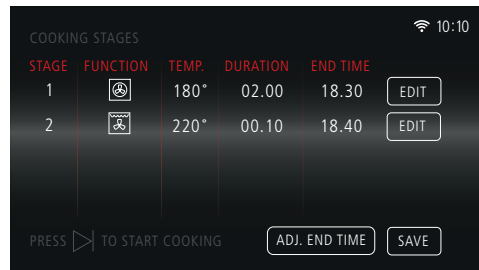 10:10
COOKING STAGES
STAGE FUNCTION TEMP. DURATION END TIME
1 180° 02.00 18.30 EDIT
2 220° 00.10 18.40 EDIT
PRESS TO START COOKING ADJ. END TIME SAVE